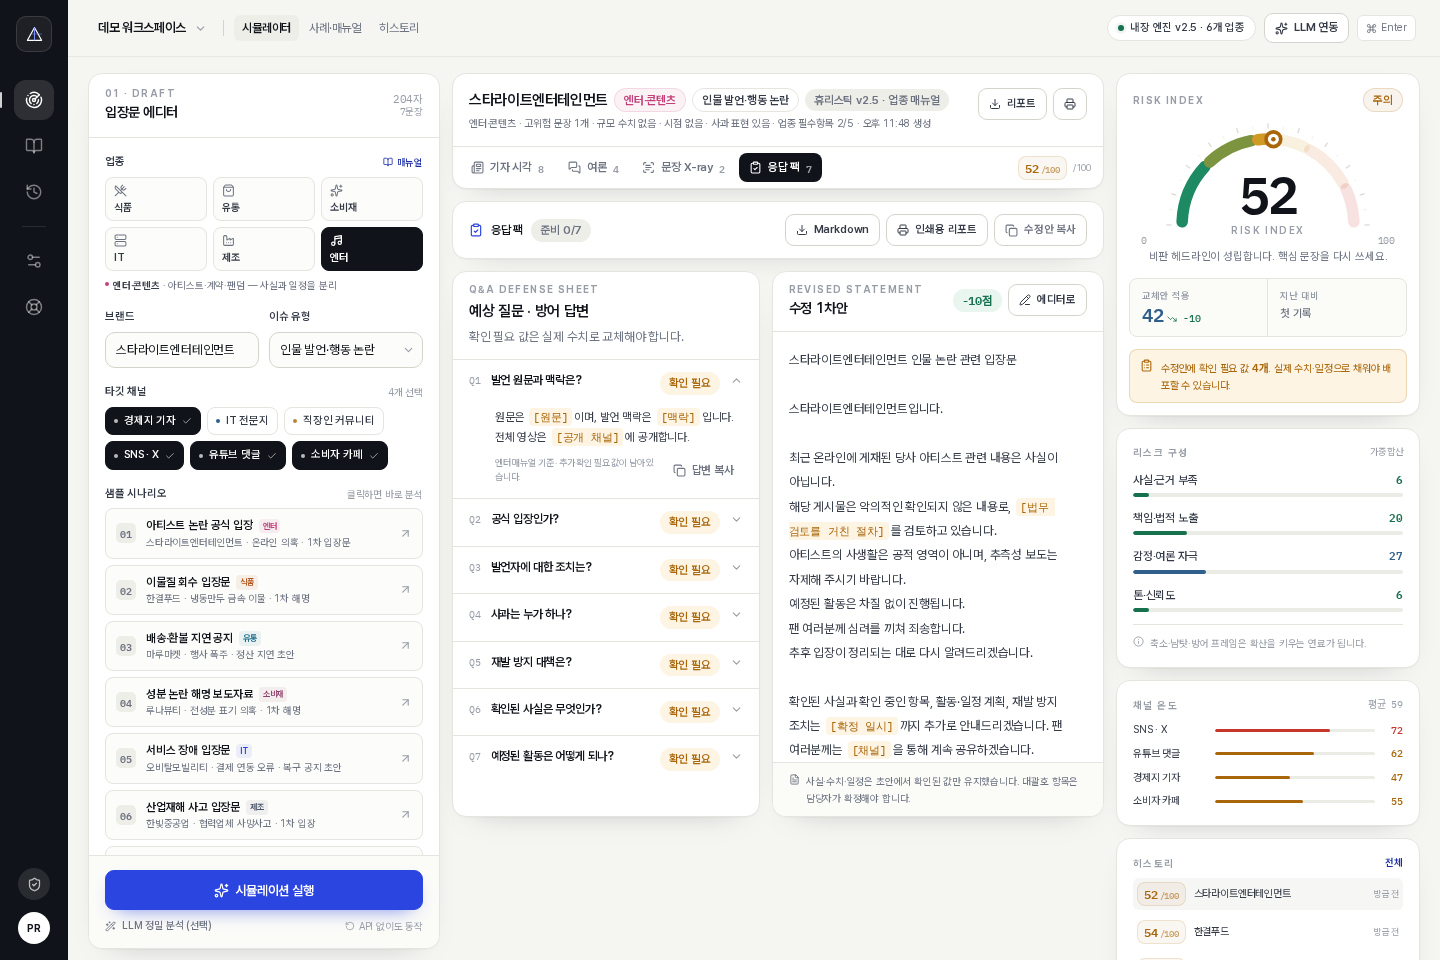 데모 워크스페이스
시뮬레이터
사례·매뉴얼
히스토리
내장 엔진 v2.5 · 6개 업종
LLM 연동
⌘ Enter
01 · DRAFT
입장문 에디터
204자
7문장
업종
매뉴얼
식품
유통
소비재
IT
제조
엔터
엔터·콘텐츠 · 아티스트·계약·팬덤 — 사실과 일정을 분리
브랜드
이슈 유형
스타라이트엔터테인먼트
인물 발언·행동 논란
타깃 채널
4개 선택
경제지 기자
IT 전문지
직장인 커뮤니티
SNS · X
유튜브 댓글
소비자 카페
샘플 시나리오
클릭하면 바로 분석
01
아티스트 논란 공식 입장
엔터
스타라이트엔터테인먼트 · 온라인 의혹 · 1차 입장문
02
이물질 회수 입장문
식품
한결푸드 · 냉동만두 금속 이물 · 1차 해명
03
배송·환불 지연 공지
유통
마루마켓 · 행사 폭주 · 정산 지연 초안
04
성분 논란 해명 보도자료
소비재
루나뷰티 · 전성분 표기 의혹 · 1차 해명
05
서비스 장애 입장문
IT
오비탈모빌리티 · 결제 연동 오류 · 복구 공지 초안
06
산업재해 사고 입장문
제조
한빛중공업 · 협력업체 사망사고 · 1차 입장
시뮬레이션 실행
LLM 정밀 분석 (선택)
API 없이도 동작
PR
스타라이트엔터테인먼트
엔터·콘텐츠
인물 발언·행동 논란
휴리스틱 v2.5 · 업종 매뉴얼
엔터·콘텐츠 · 고위험 문장 1개 · 규모 수치 없음 · 시점 없음 · 사과 표현 있음 · 업종 필수항목 2/5 · 오후 11:48 생성
리포트
기자 시각 8
여론 4
문장 X-ray 2
응답 팩 7
52 /100
/100
응답 팩
준비 0/7
Markdown
인쇄용 리포트
수정안 복사
Q&A DEFENSE SHEET
예상 질문 · 방어 답변
확인 필요 값은 실제 수치로 교체해야 합니다.
Q1
발언 원문과 맥락은?
확인 필요
원문은 [원문] 이며, 발언 맥락은 [맥락] 입니다.
전체 영상은 [공개 채널] 에 공개합니다.
엔터 매뉴얼 기준 · 추가 확인 필요 값이 남아 있
습니다.
답변 복사
Q2
공식 입장인가?
확인 필요
Q3
발언자에 대한 조치는?
확인 필요
Q4
사과는 누가 하나?
확인 필요
Q5
재발 방지 대책은?
확인 필요
Q6
확인된 사실은 무엇인가?
확인 필요
Q7
예정된 활동은 어떻게 되나?
확인 필요
REVISED STATEMENT
수정 1차안
-10점
에디터로
스타라이트엔터테인먼트 인물 논란 관련 입장문
스타라이트엔터테인먼트입니다.
최근 온라인에 게재된 당사 아티스트 관련 내용은 사실이
아닙니다.
해당 게시물은 악의적인 확인되지 않은 내용로, [법무
검토를 거친 절차] 를 검토하고 있습니다.
아티스트의 사생활은 공적 영역이 아니며, 추측성 보도는
자제해 주시기 바랍니다.
예정된 활동은 차질 없이 진행됩니다.
팬 여러분께 심려를 끼쳐 죄송합니다.
추후 입장이 정리되는 대로 다시 알려드리겠습니다.
확인된 사실과 확인 중인 항목, 활동·일정 계획, 재발 방지
조치는 [확정 일시] 까지 추가로 안내드리겠습니다. 팬
여러분께는 [채널] 을 통해 계속 공유하겠습니다.
사실·수치·일정은 초안에서 확인된 값만 유지했습니다. 대괄호 항목은
담당자가 확정해야 합니다.
RISK INDEX
주의
52
RISK INDEX
0
100
비판 헤드라인이 성립합니다. 핵심 문장을 다시 쓰세요.
교체안 적용
42 -10
지난 대비
첫 기록
수정안에 확인 필요 값 4개. 실제 수치·일정으로 채워야 배
포할 수 있습니다.
리스크 구성
가중합산
사실·근거 부족
6
책임·법적 노출
20
감정·여론 자극
27
톤·신뢰도
6
축소·남탓·방어 프레임은 확산을 키우는 연료가 됩니다.
채널 온도
평균 59
SNS · X
72
유튜브 댓글
62
경제지 기자
47
소비자 카페
55
히스토리
전체
52 /100
스타라이트엔터테인먼트
방금 전
54 /100
한결푸드
방금 전